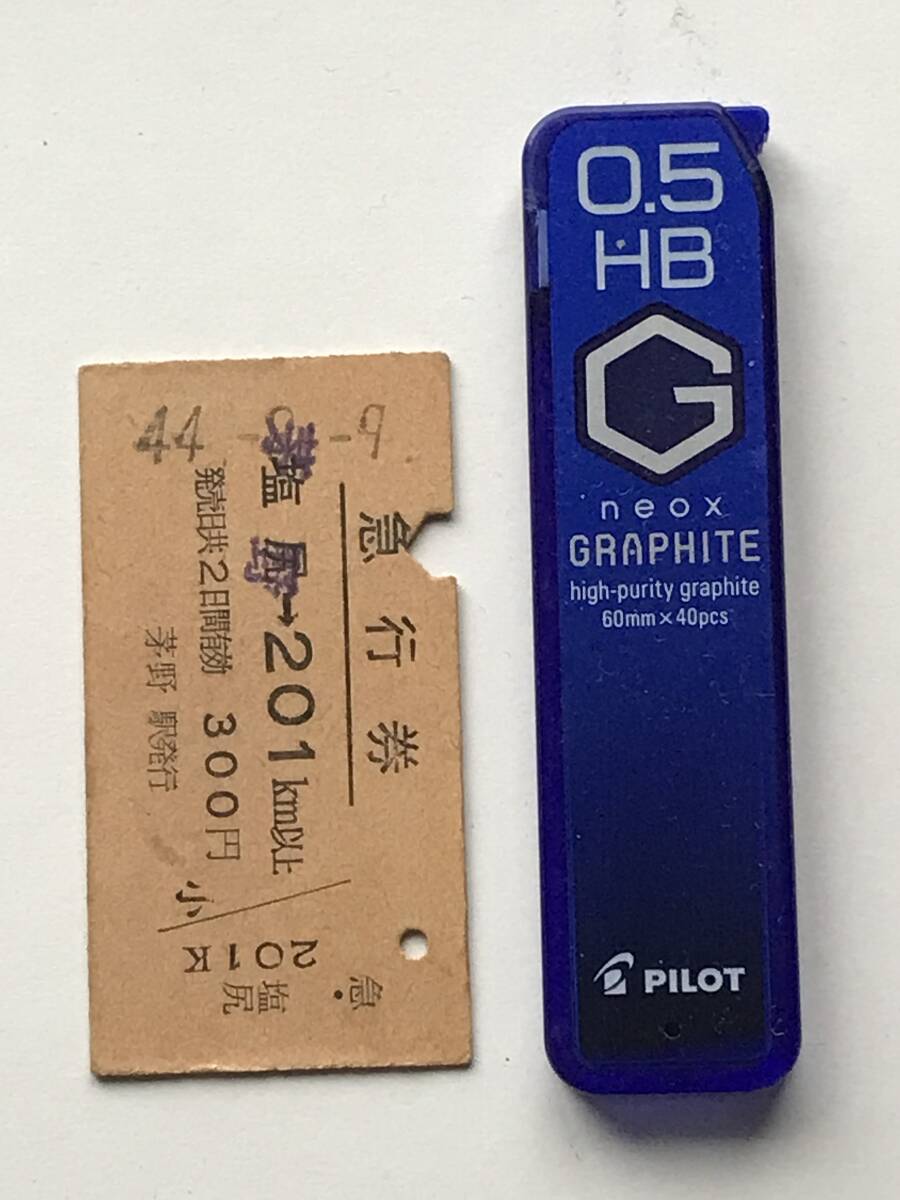 急行券
塩尻→201km以上
発売日共2日間有効 300円
茅野駅発行
44 - -9
小
急・
塩尻
201K
0.5
HB
G
neox
GRAPHITE
high-purity graphite
60mm×40pcs
PILOT